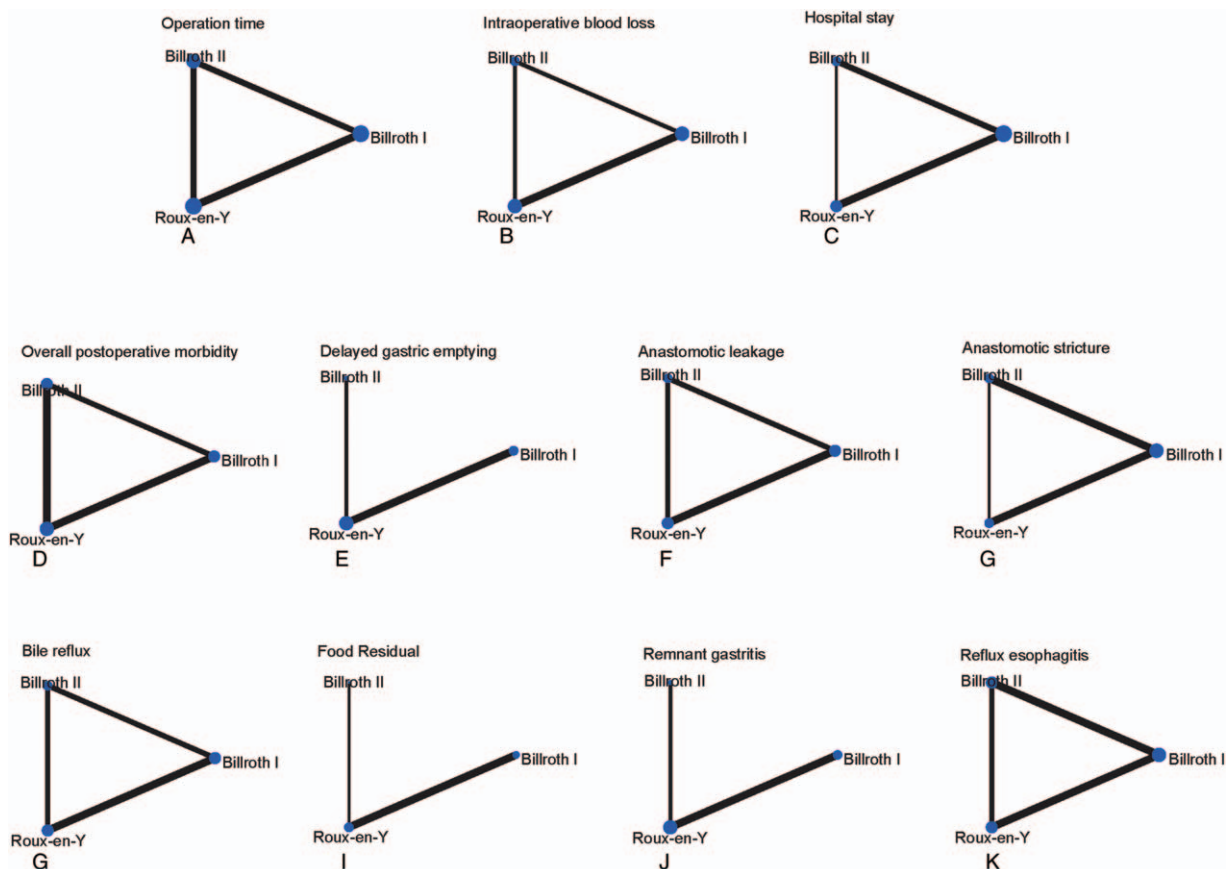 Operation time
Billroth II
Billroth I
Roux-en-Y
A
Intraoperative blood loss
Billroth II
Billroth I
Roux-en-Y
B
Hospital stay
Billroth II
Billroth I
Roux-en-Y
C
Overall postoperative morbidity
Billroth II
Billroth I
Roux-en-Y
D
Delayed gastric emptying
Billroth II
Billroth I
Roux-en-Y
E
Anastomotic leakage
Billroth II
Billroth I
Roux-en-Y
F
Anastomotic stricture
Billroth II
Billroth I
Roux-en-Y
G
Bile reflux
Billroth II
Billroth I
Roux-en-Y
G
Food Residual
Billroth II
Billroth I
Roux-en-Y
I
Remnant gastritis
Billroth II
Billroth I
Roux-en-Y
J
Reflux esophagitis
Billroth II
Billroth I
Roux-en-Y
K